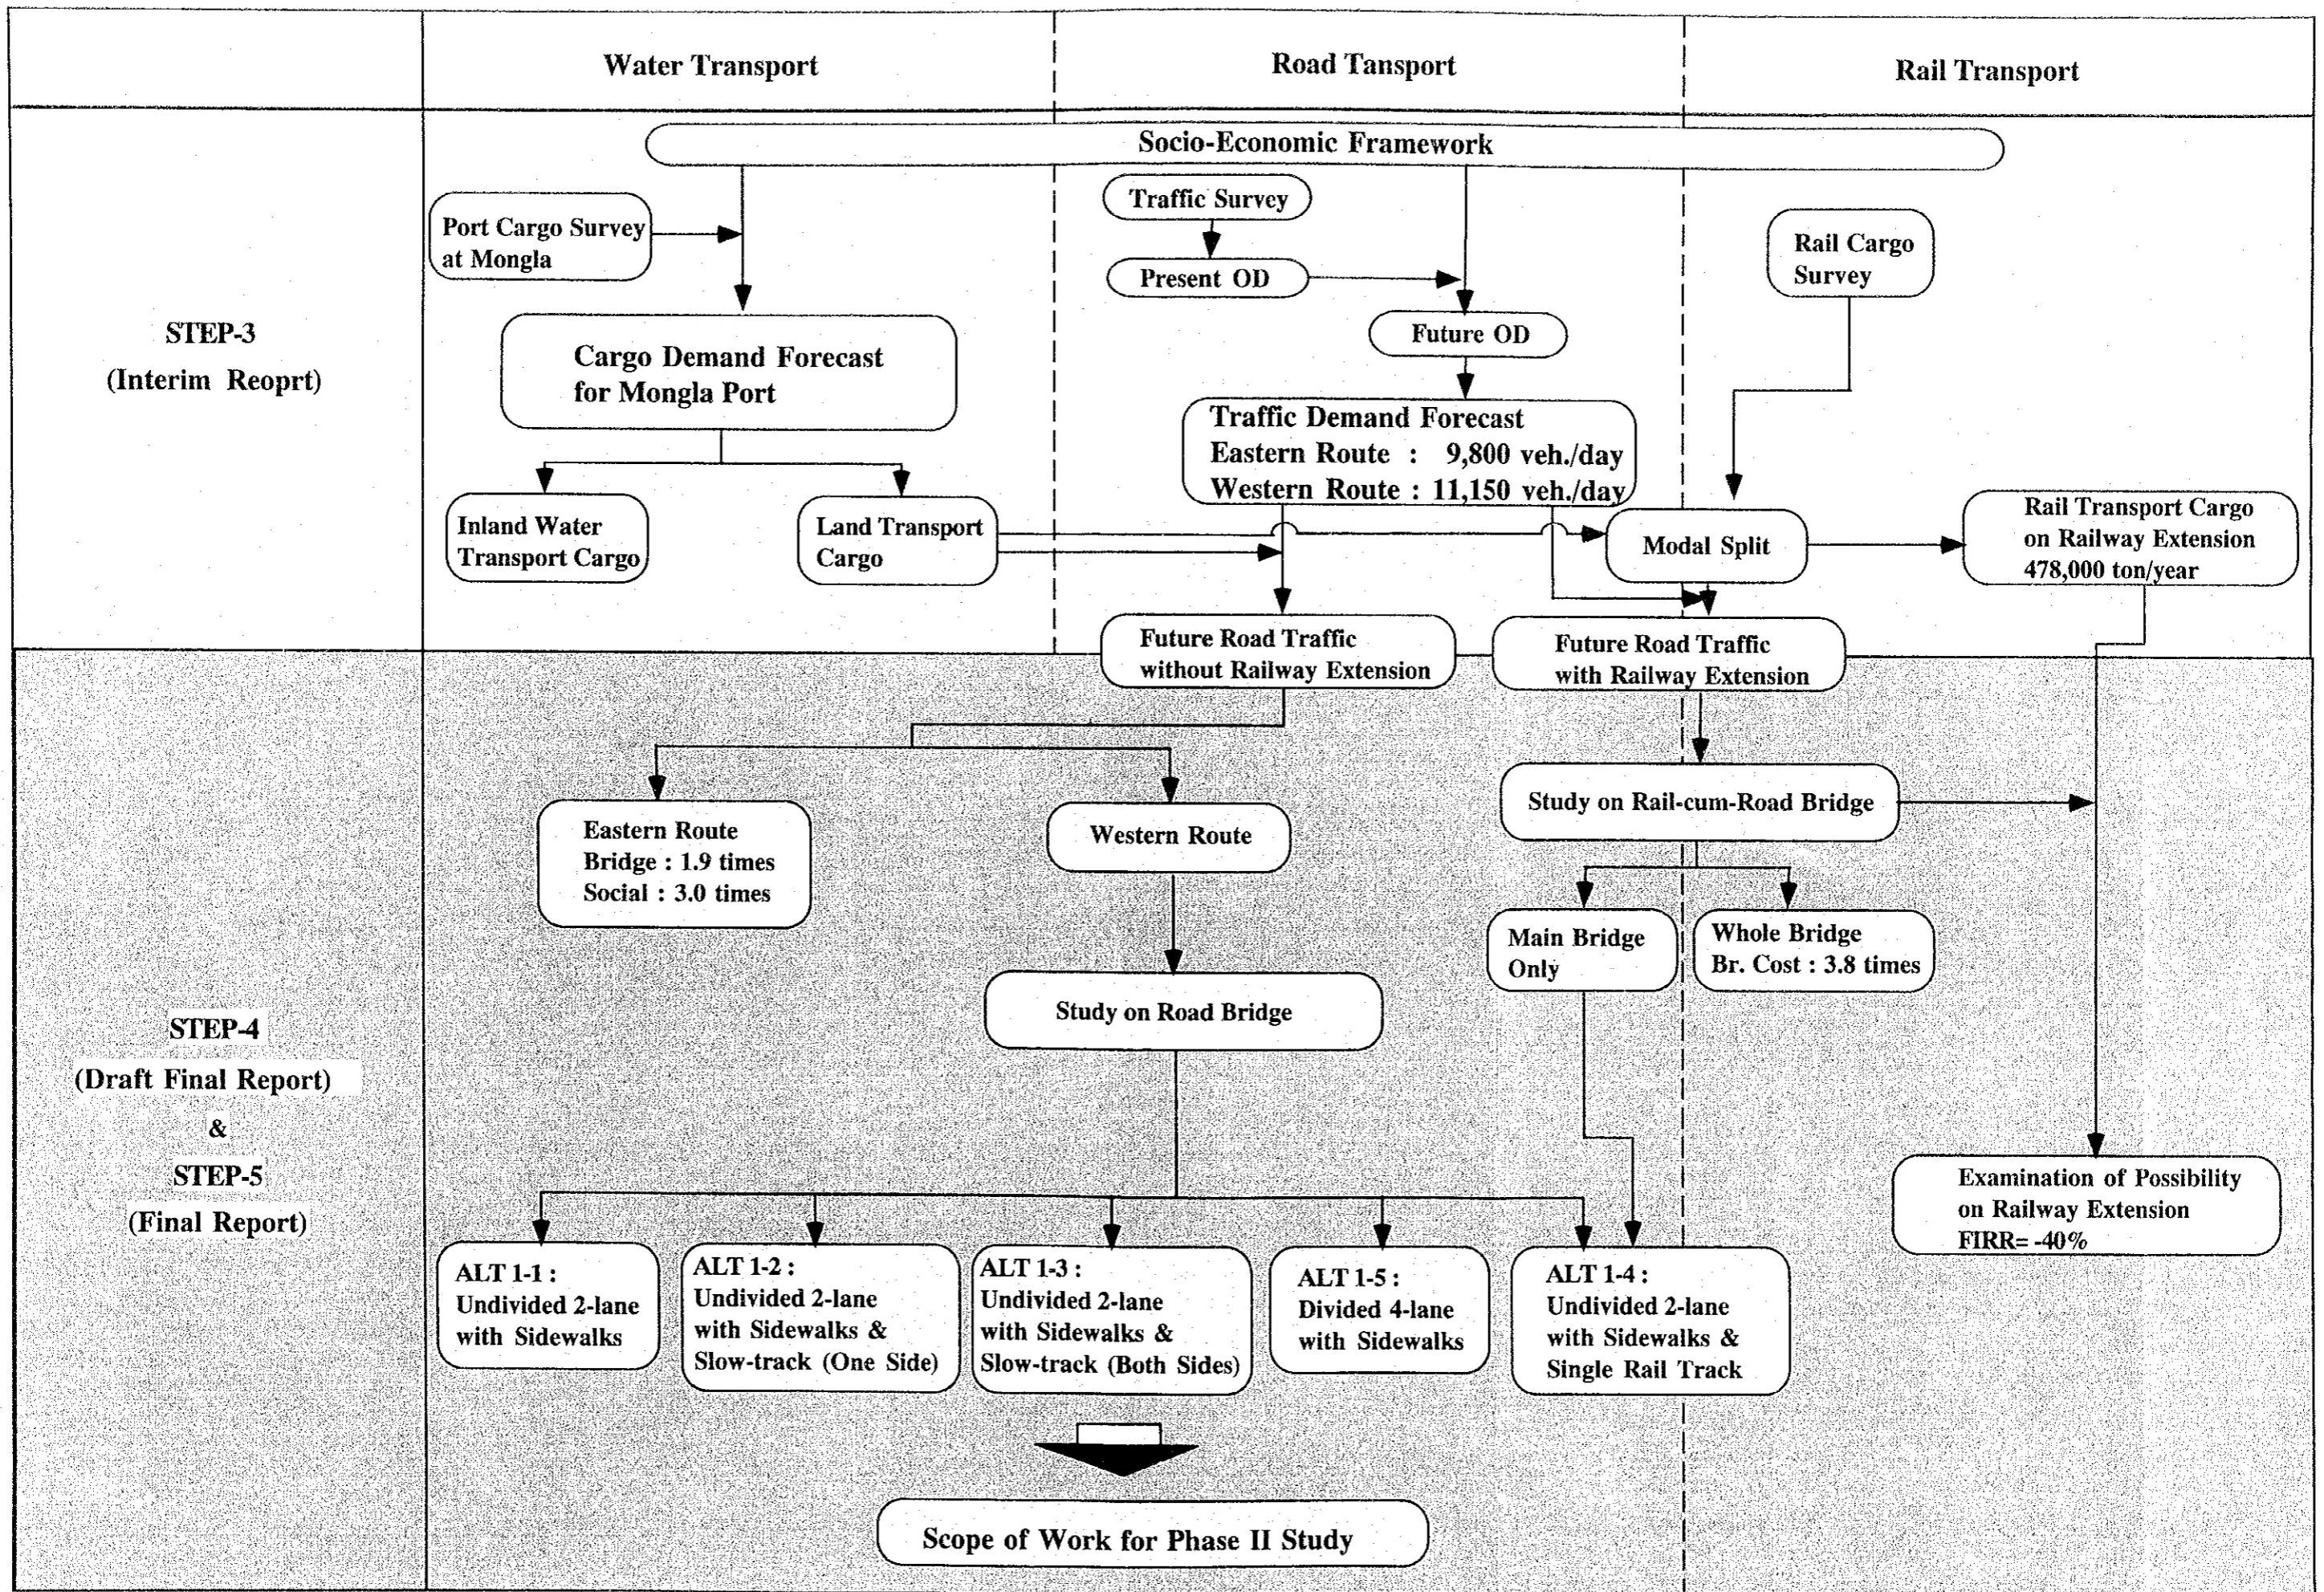 Water Transport
Road Tansport
Rail Transport
STEP-3
(Interim Reoprt)
Socio-Economic Framework
Port Cargo Survey
at Mongla
Traffic Survey
Present OD
Rail Cargo
Survey
Future OD
Cargo Demand Forecast
for Mongla Port
Traffic Demand Forecast
Eastern Route : 9,800 veh./day
Western Route : 11,150 veh./day
Inland Water
Transport Cargo
Land Transport
Cargo
Modal Split
Rail Transport Cargo
on Railway Extension
478,000 ton/year
Future Road Traffic
without Railway Extension
Future Road Traffic
with Railway Extension
STEP-4
(Draft Final Report)
&
STEP-5
(Final Report)
Eastern Route
Bridge : 1.9 times
Social : 3.0 times
Western Route
Study on Rail-cum-Road Bridge
Main Bridge
Only
Whole Bridge
Br. Cost : 3.8 times
Study on Road Bridge
Examination of Possibility
on Railway Extension
FIRR= -40%
ALT 1-1 :
Undivided 2-lane
with Sidewalks
ALT 1-2 :
Undivided 2-lane
with Sidewalks &
Slow-track (One Side)
ALT 1-3 :
Undivided 2-lane
with Sidewalks &
Slow-track (Both Sides)
ALT 1-5 :
Divided 4-lane
with Sidewalks
ALT 1-4 :
Undivided 2-lane
with Sidewalks &
Single Rail Track
Scope of Work for Phase II Study